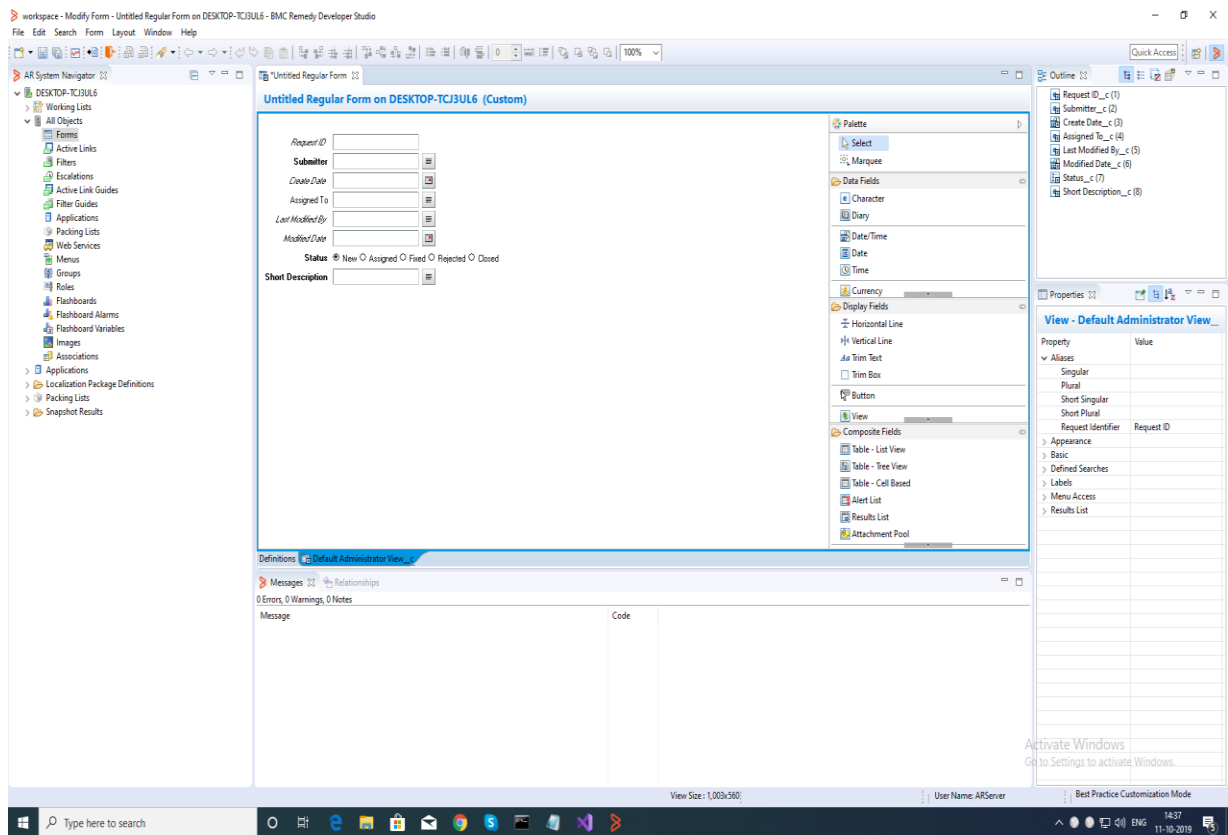 workspace - Modify Form - Untitled Regular Form on DESKTOP-TCJ3UL6 - BMC Remedy Developer Studio
File Edit Search Form Layout Window Help
0
100%
Quick Access
AR System Navigator
DESKTOP-TCJ3UL6
Working Lists
All Objects
Forms
Active Links
Filters
Escalations
Active Link Guides
Filter Guides
Applications
Packing Lists
Web Services
Menus
Groups
Roles
Flashboards
Flashboard Alarms
Flashboard Variables
Images
Associations
Applications
Localization Package Definitions
Packing Lists
Snapshot Results
*Untitled Regular Form
Untitled Regular Form on DESKTOP-TCJ3UL6 (Custom)
Request ID
Submitter
Create Date
Assigned To
Last Modified By
Modified Date
Status New Assigned Fixed Rejected Closed
Short Description
Palette
Select
Marquee
Data Fields
Character
Diary
Date/Time
Date
Time
Currency
Display Fields
Horizontal Line
Vertical Line
Trim Text
Trim Box
Button
View
Composite Fields
Table - List View
Table - Tree View
Table - Cell Based
Alert List
Results List
Attachment Pool
Definitions Default Administrator View__c
Messages Relationships
0 Errors, 0 Warnings, 0 Notes
Message Code
Outline
Request ID__c (1)
Submitter__c (2)
Create Date__c (3)
Assigned To__c (4)
Last Modified By__c (5)
Modified Date__c (6)
Status__c (7)
Short Description__c (8)
Properties
View - Default Administrator View__
Property Value
Aliases
Singular
Plural
Short Singular
Short Plural
Request Identifier Request ID
Appearance
Basic
Defined Searches
Labels
Menu Access
Results List
Activate Windows
Go to Settings to activate Windows.
View Size : 1,003x560
User Name: ARServer
Best Practice Customization Mode
Type here to search
ENG
14:37
11-10-2019